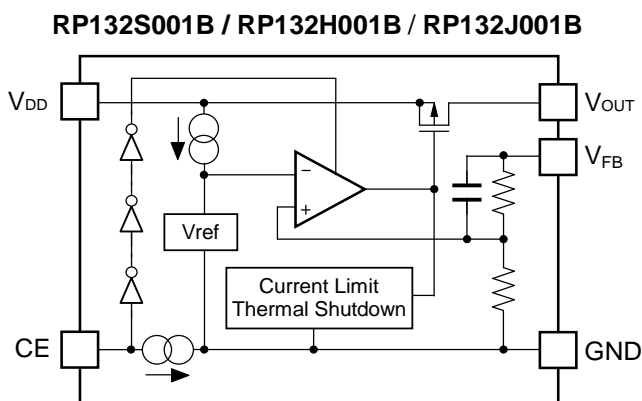 RP132S001B / RP132H001B / RP132J001B
VDD
VOUT
VFB
−
+
Vref
Current Limit
Thermal Shutdown
CE
GND